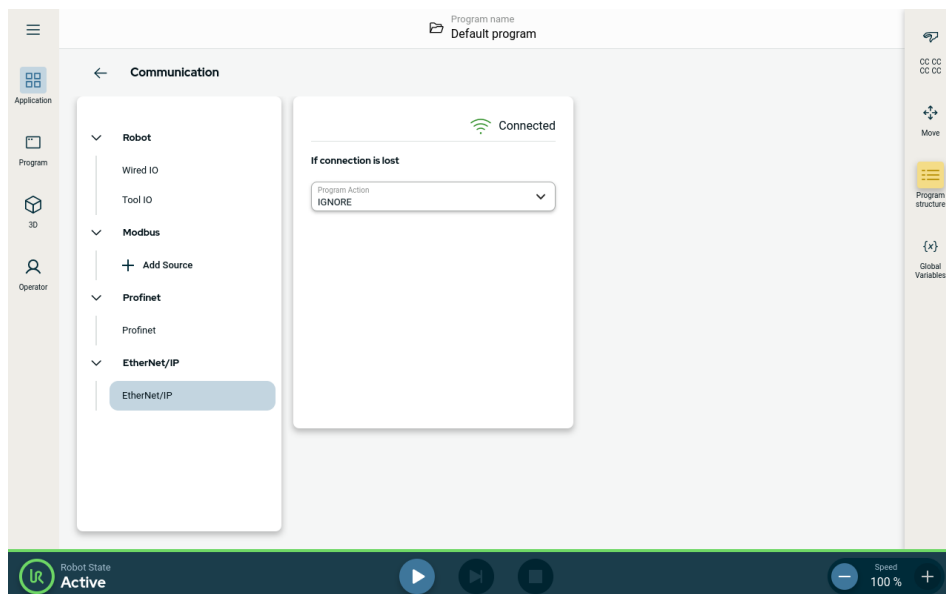 Program name
Default program
Application
Program
3D
Operator
Communication
Robot
Wired IO
Tool IO
Modbus
Add Source
Profinet
Profinet
EtherNet/IP
EtherNet/IP
Connected
If connection is lost
Program Action
IGNORE
CC CC
CC CC
Move
Program
structure
{x}
Global
Variables
Robot State
Active
Speed
100 %